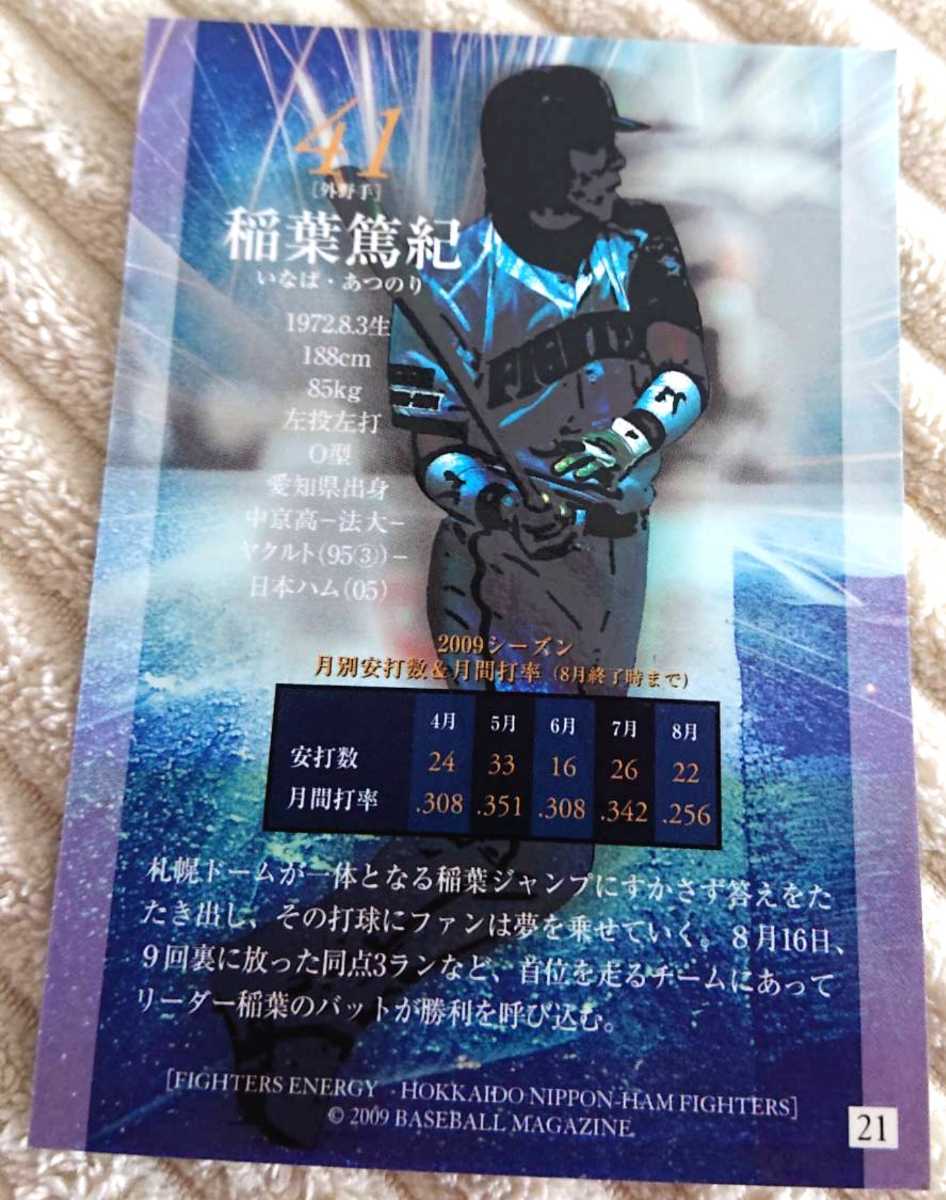 41
[外野手]
稲葉篤紀
いなば・あつのり
1972.8.3生
188cm
85kg
左投左打
O型
愛知県出身
中京高−法大−
ヤクルト(95③)−
日本ハム(05)
FIGHTE
2009シーズン
月別安打数&月間打率 (8月終了時まで)
4月 5月 6月 7月 8月
安打数 24 33 16 26 22
月間打率 .308 .351 .308 .342 .256
札幌ドームが一体となる稲葉ジャンプにすかさず答えをた
たき出し、その打球にファンは夢を乗せていく。8月16日、
9回裏に放った同点3ランなど、首位を走るチームにあって
リーダー稲葉のバットが勝利を呼び込む。
[FIGHTERS ENERGY HOKKAIDO NIPPON-HAM FIGHTERS]
© 2009 BASEBALL MAGAZINE
21